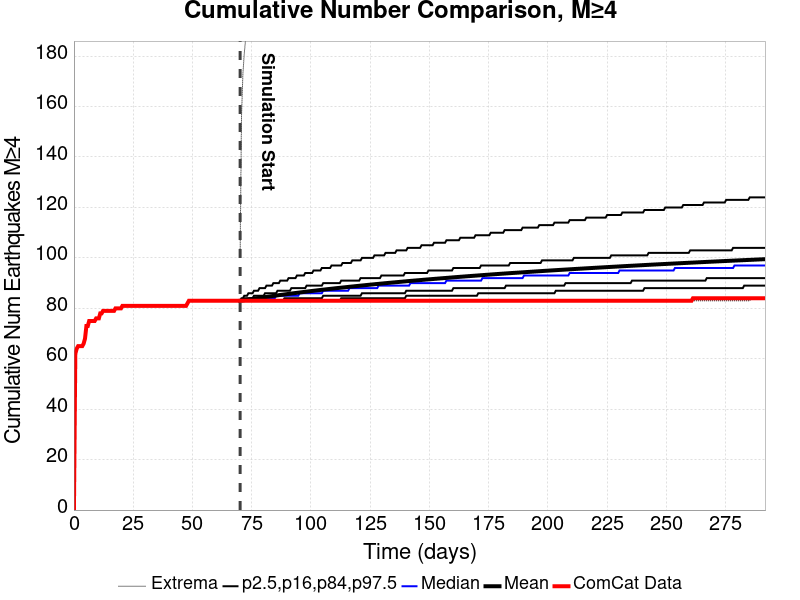 Cumulative Number Comparison, M≥4
Cumulative Num Earthquakes M≥4
180
160
140
120
100
80
60
40
20
0
Simulation Start
0 25 50 75 100 125 150 175 200 225 250 275
Time (days)
Extrema p2.5,p16,p84,p97.5 Median Mean ComCat Data